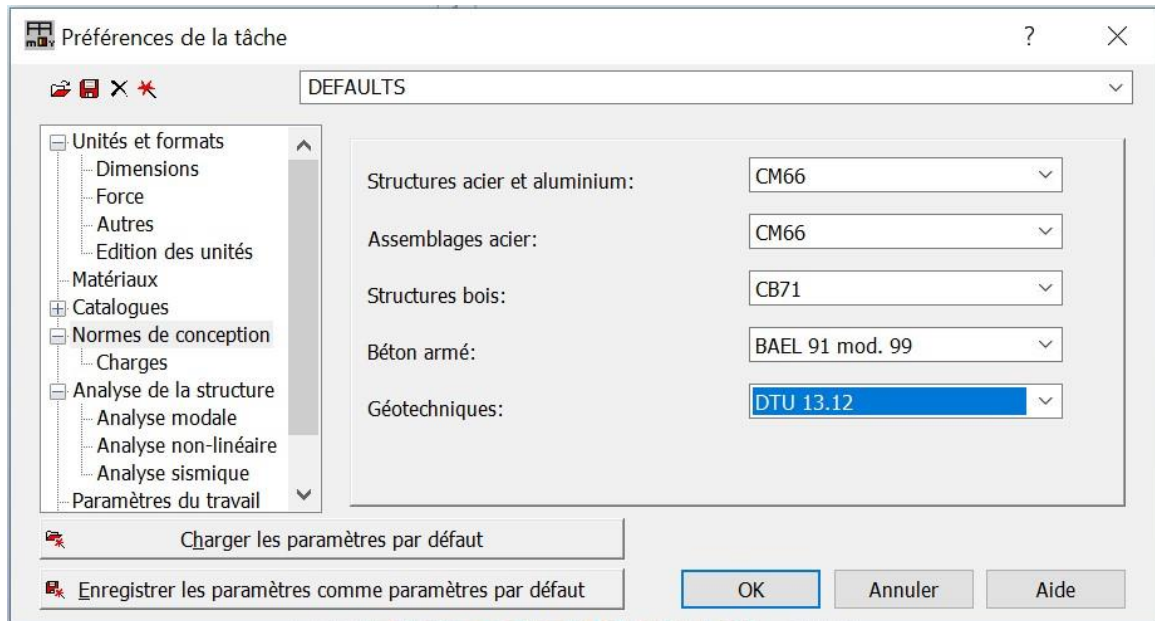 Préférences de la tâche
DEFAULTS
Unités et formats
Dimensions
Force
Autres
Edition des unités
Matériaux
Catalogues
Normes de conception
Charges
Analyse de la structure
Analyse modale
Analyse non-linéaire
Analyse sismique
Paramètres du travail
Structures acier et aluminium: CM66
Assemblages acier: CM66
Structures bois: CB71
Béton armé: BAEL 91 mod. 99
Géotechniques: DTU 13.12
Charger les paramètres par défaut
Enregistrer les paramètres comme paramètres par défaut
OK Annuler Aide